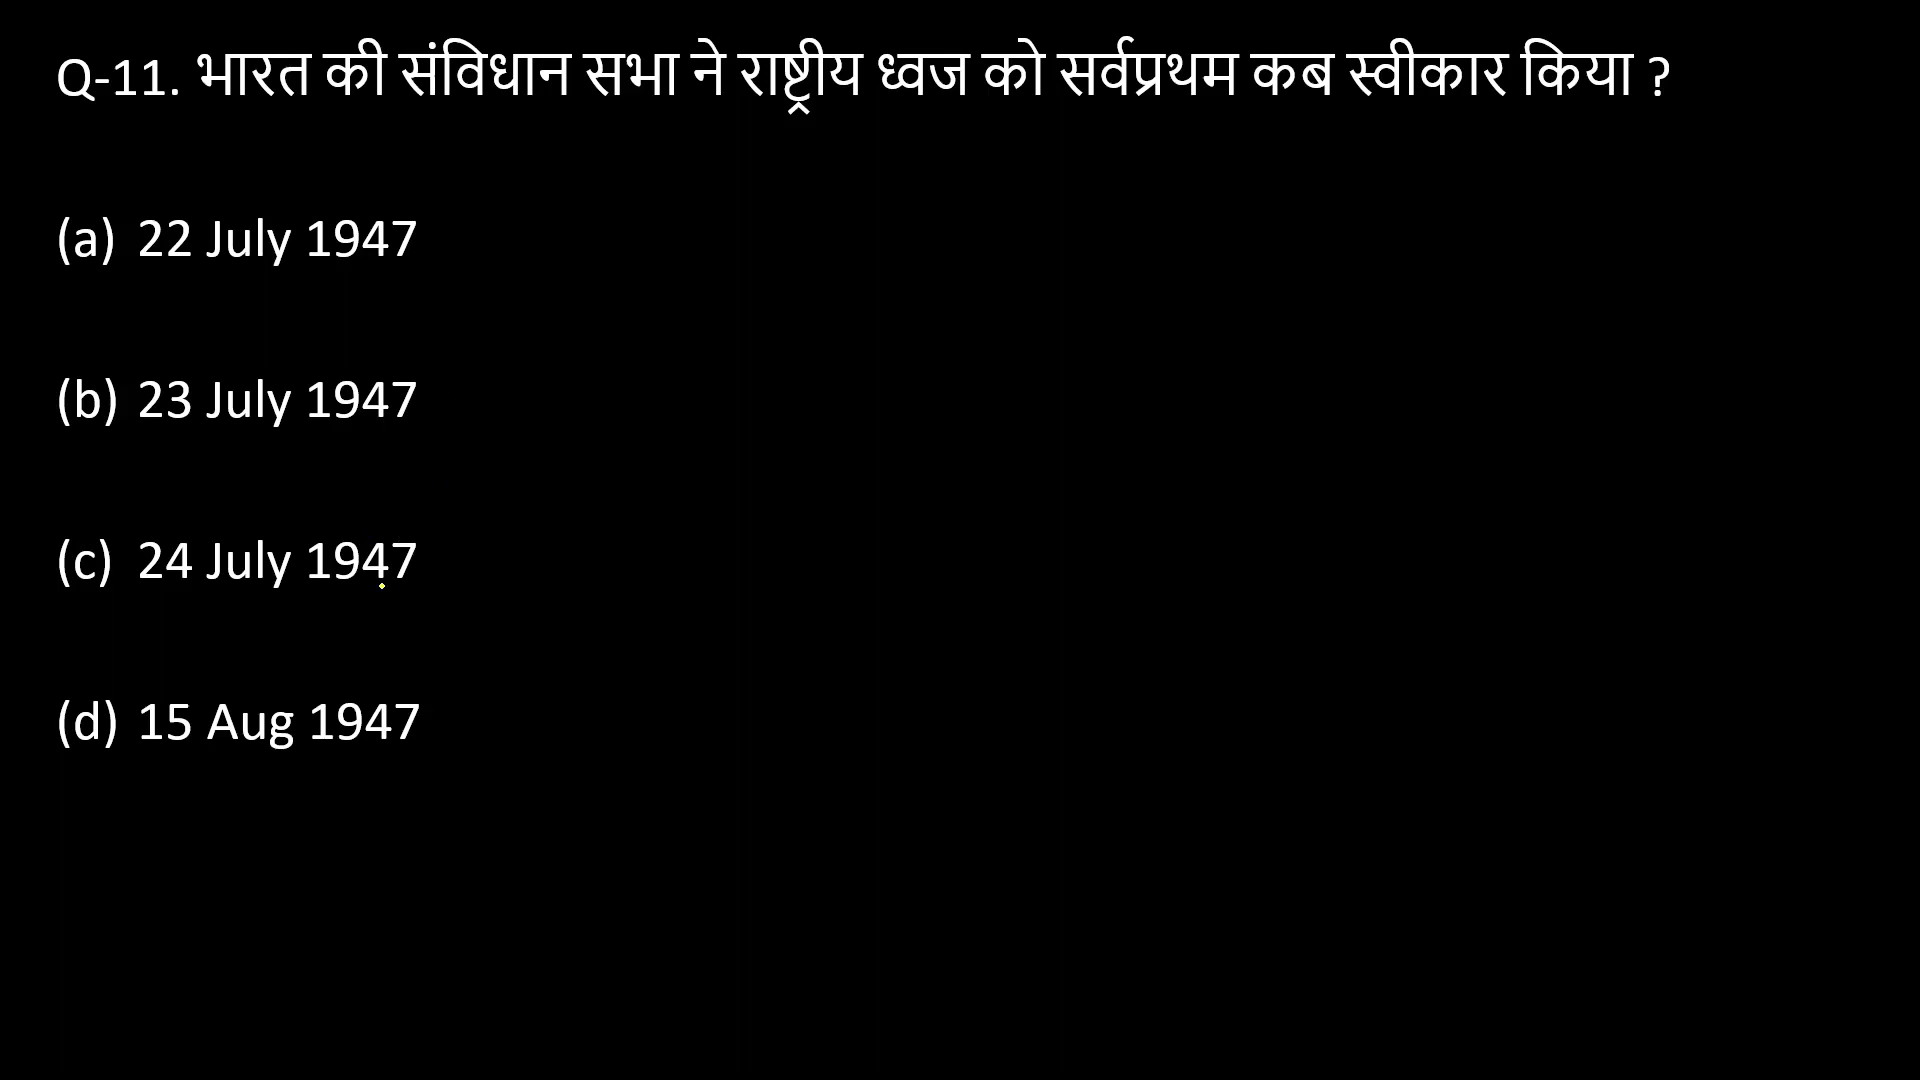 Q-11. भारत की संविधान सभा ने राष्ट्रीय ध्वज को सर्वप्रथम कब स्वीकार किया ?
(a) 22 July 1947
(b) 23 July 1947
(c) 24 July 1947
(d) 15 Aug 1947